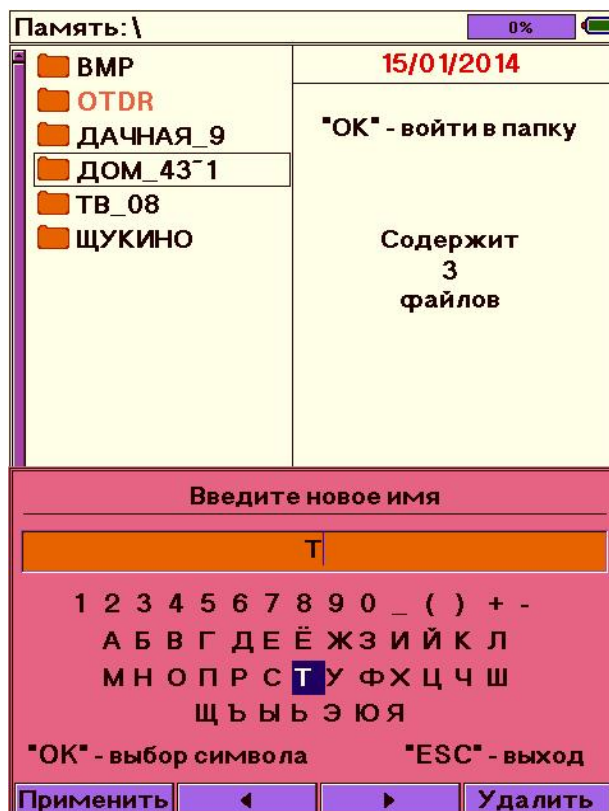 Память:\ 0%
BMP
OTDR
ДАЧНАЯ_9
ДОМ_43~1
ТВ_08
ЩУКИНО
15/01/2014
"OK" - войти в папку
Содержит
3
файлов
Введите новое имя
Т
1 2 3 4 5 6 7 8 9 0 _ ( ) + -
А Б В Г Д Е Ё Ж З И Й К Л
М Н О П Р С Т У Ф Х Ц Ч Ш
Щ Ъ Ы Ь Э Ю Я
"OK" - выбор символа "ESC" - выход
Применить ◄ ► Удалить